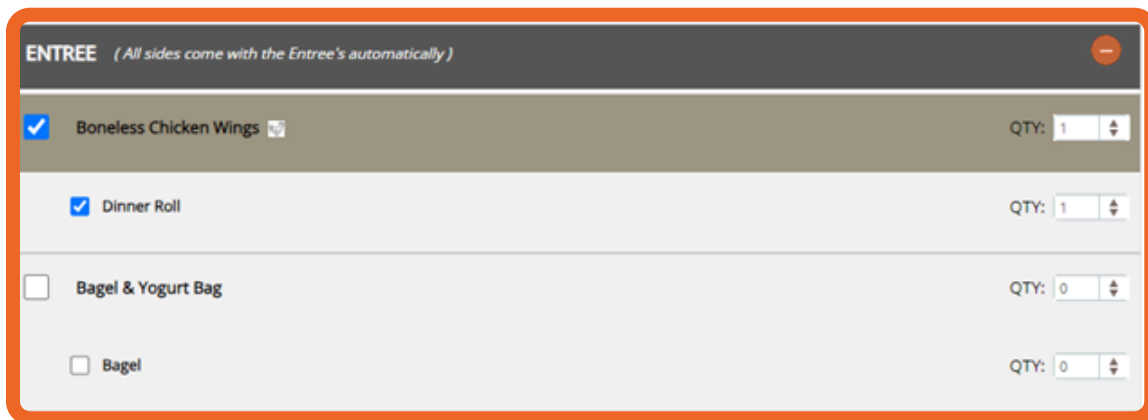 ENTREE ( All sides come with the Entree's automatically )
Boneless Chicken Wings QTY: 1
Dinner Roll QTY: 1
Bagel & Yogurt Bag QTY: 0
Bagel QTY: 0